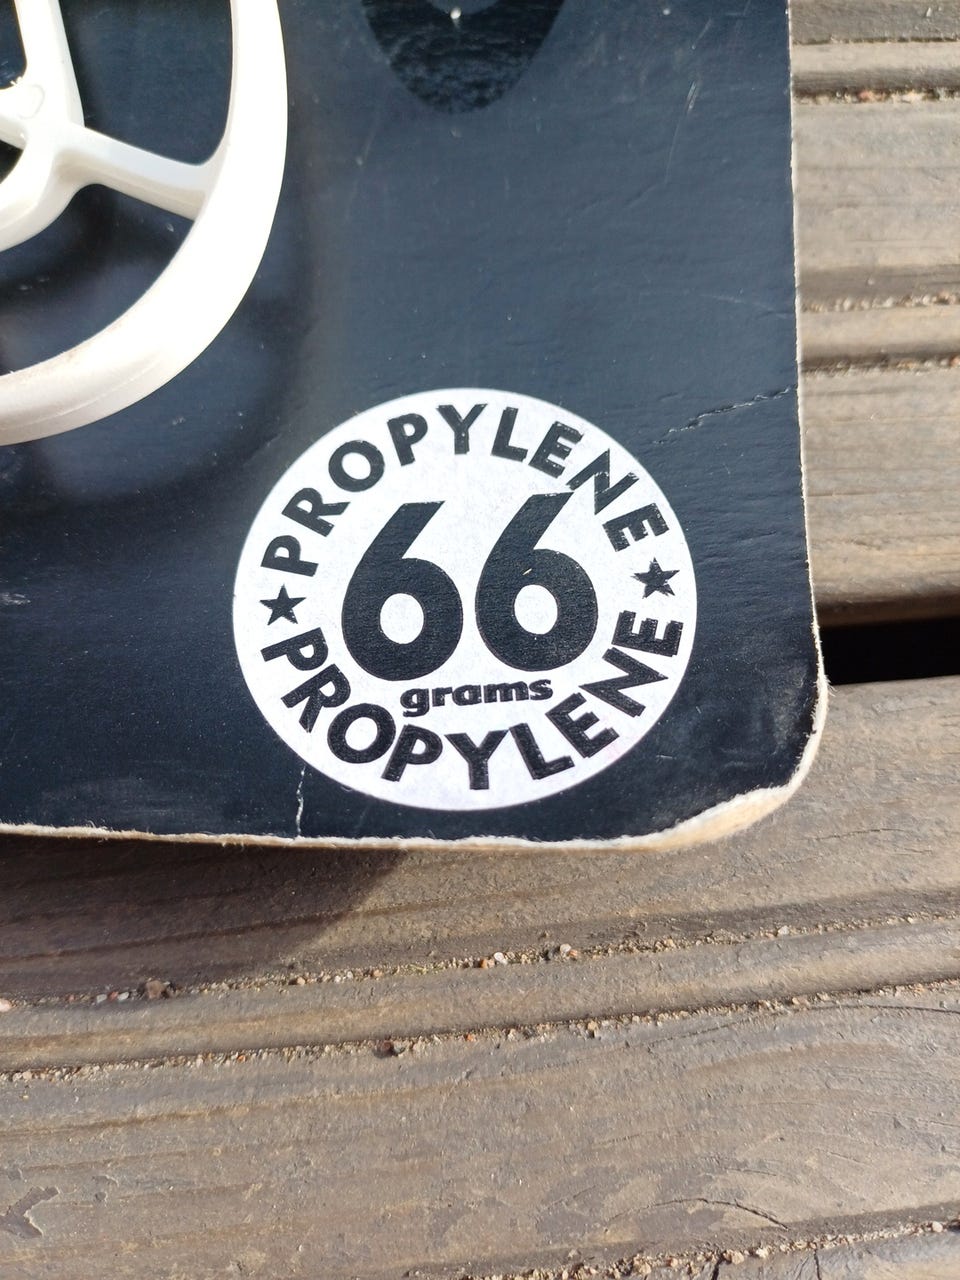 ★ PROPYLENE ★
66
grams
PROPYLENE